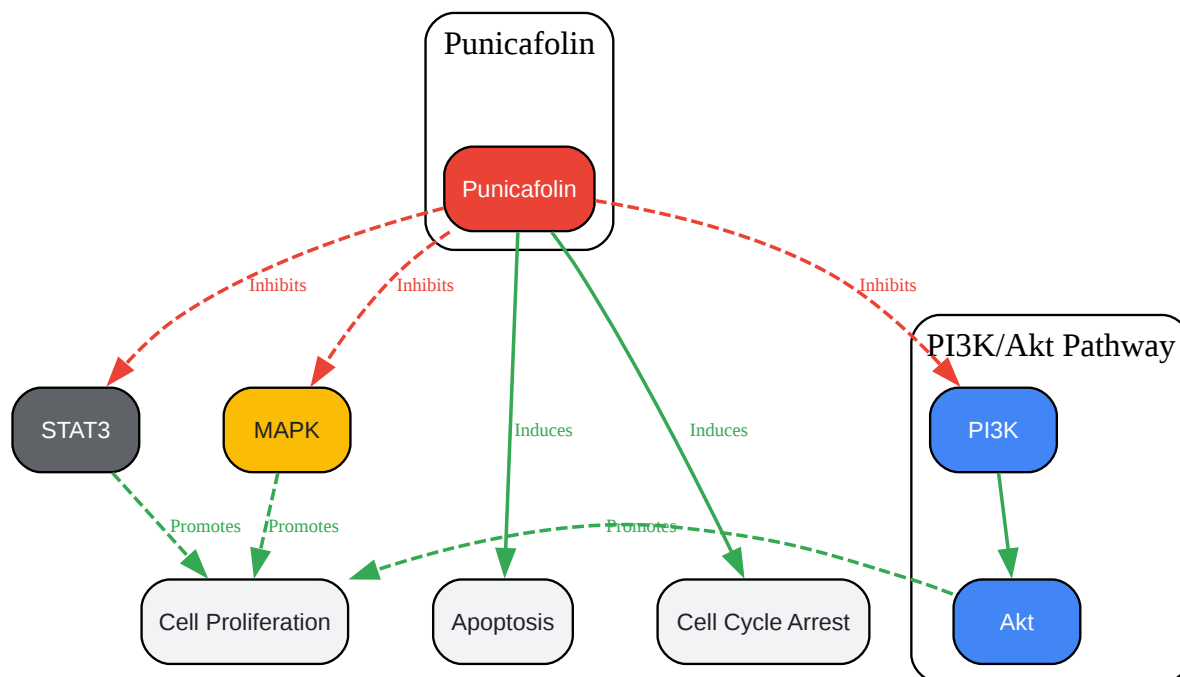 Punicafolin
Punicafolin
Inhibits
Inhibits
Inhibits
PI3K/Akt Pathway
STAT3
MAPK
Induces
Induces
PI3K
Promotes
Promotes
Promotes
Cell Proliferation
Apoptosis
Cell Cycle Arrest
Akt